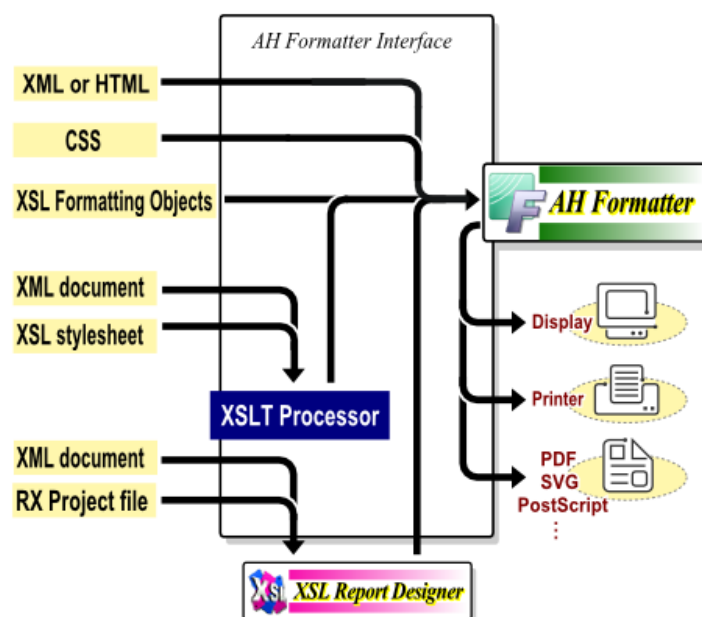 AH Formatter Interface
XML or HTML
CSS
XSL Formatting Objects
AH Formatter
XML document
XSL stylesheet
Display
XSLT Processor
Printer
XML document
RX Project file
PDF
SVG
PostScript
⋮
XSL XSL Report Designer